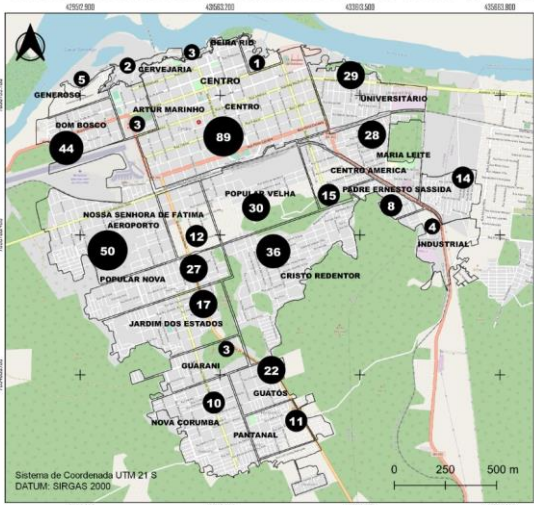 BEIRA RIO
3
1
2
CERVEJARIA
5
29
CENTRO
GENEROSO
UNIVERSITÁRIO
ARTUR MARINHO
CENTRO
DOM BOSCO
3
89
28
44
MARIA LEITE
CENTRO AMERICA
14
PADRE ERNESTO SASSIDA
POPULAR VELHA
15
30
8
NOSSA SENHORA DE FÁTIMA
AEROPORTO
4
12
INDUSTRIAL
50
36
27
POPULAR NOVA
CRISTO REDENTOR
17
JARDIM DOS ESTADOS
3
GUARANI
22
GUATÓS
10
NOVA CORUMBA
11
PANTANAL
Sistema de Coordenada UTM 21 S
DATUM: SIRGAS 2000
0 250 500 m